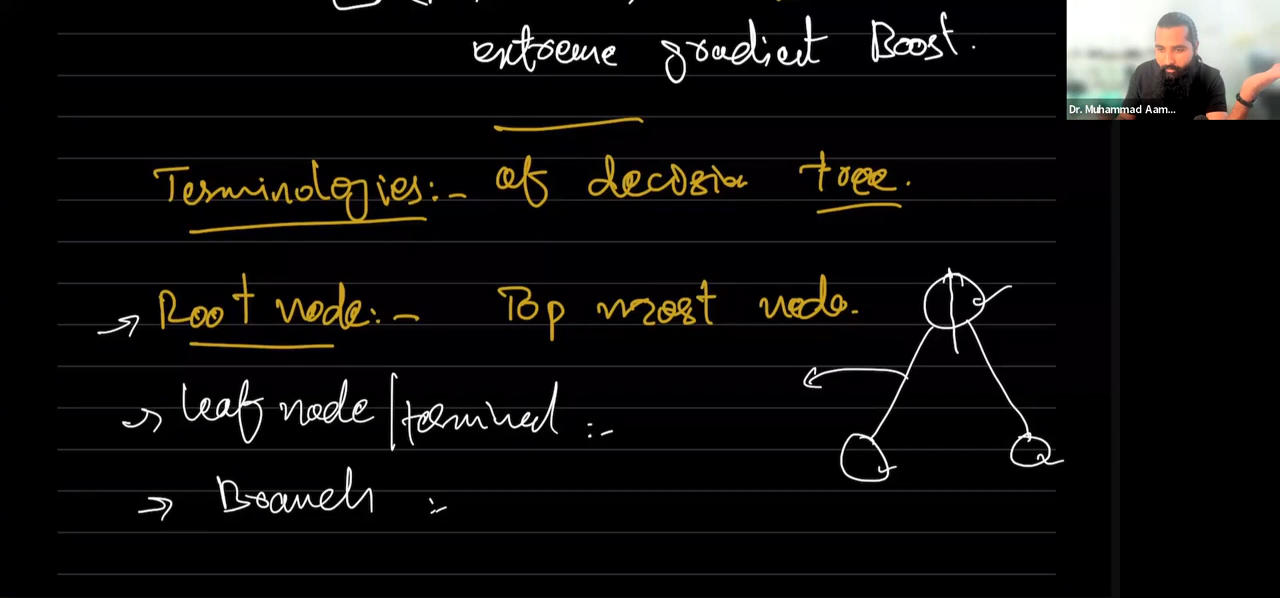 extreme gradient Boost.
Dr. Muhammad Aam...
Terminologies:- of decision tree.
Root node:- Top most node.
leaf node/terminal :-
Branch :-